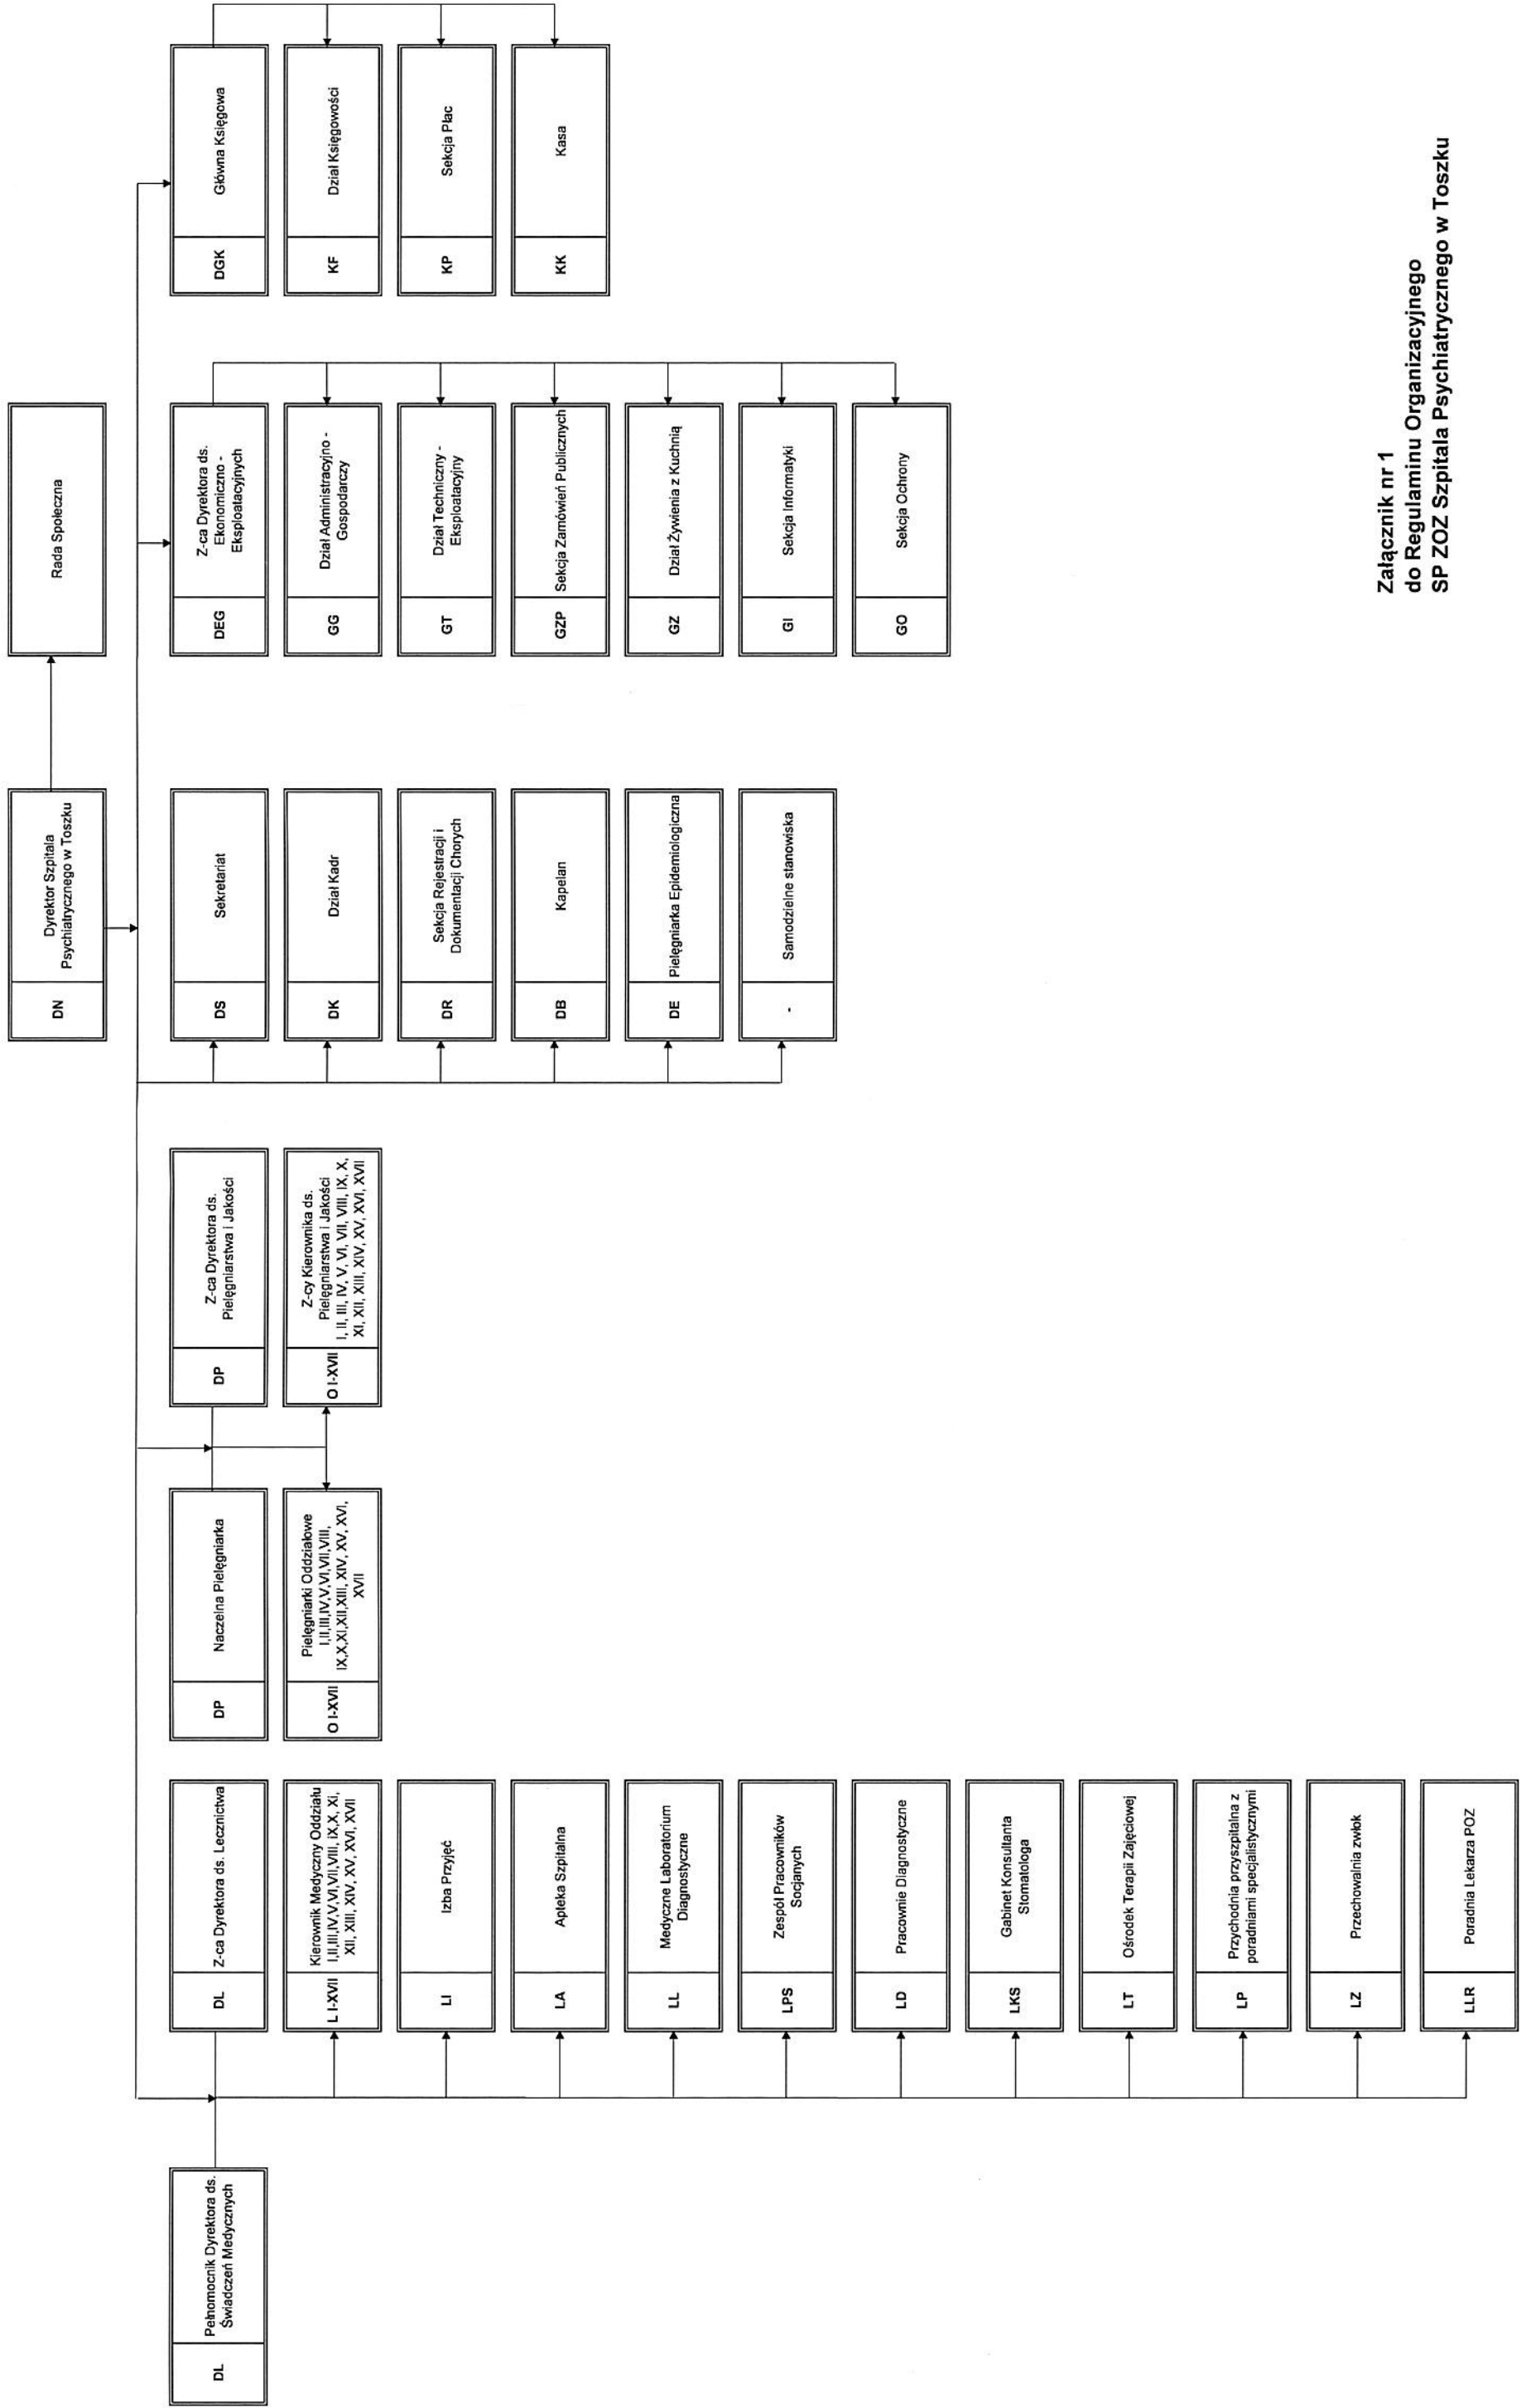 DN
Dyrektor Szpitala
Psychiatrycznego w Toszku
Rada Społeczna
DL
Pełnomocnik Dyrektora ds.
Świadczeń Medycznych
DL
Z-ca Dyrektora ds. Lecznictwa
L I-XVII
Kierownik Medyczny Oddziału
I,II,III,IV,V,VI,VII,VIII, iX,X, Xi,
XII, XIII, XIV, XV, XVI, XVII
LI
Izba Przyjęć
LA
Apteka Szpitalna
LL
Medyczne Laboratorium
Diagnostyczne
LPS
Zespół Pracowników
Socjanych
LD
Pracownie Diagnostyczne
LKS
Gabinet Konsultanta
Stomatologa
LT
Ośrodek Terapii Zajęciowej
LP
Przychodnia przyszpitalna z
poradniami specjalistycznymi
LZ
Przechowalnia zwłok
LLR
Poradnia Lekarza POZ
DP
Naczelna Pielęgniarka
O I-XVII
Pielęgniarki Oddziałowe
I,II,III,IV,V,VI,VII,VIII,
IX,X,XI,XII,XIII, XIV, XV, XVI,
XVII
DP
Z-ca Dyrektora ds.
Pielęgniarstwa i Jakości
O I-XVII
Z-cy Kierownika ds.
Pielęgniarstwa i Jakości
I, II, III, IV, V, VI, VII, VIII, IX, X,
XI, XII, XIII, XIV, XV, XVI, XVII
DS
Sekretariat
DK
Dział Kadr
DR
Sekcja Rejestracji i
Dokumentacji Chorych
DB
Kapelan
DE
Pielęgniarka Epidemiologiczna
-
Samodzielne stanowiska
DEG
Z-ca Dyrektora ds.
Ekonomiczno -
Eksploatacyjnych
GG
Dział Administracyjno -
Gospodarczy
GT
Dział Techniczny -
Eksploatacyjny
GZP
Sekcja Zamówień Publicznych
GZ
Dział Żywienia z Kuchnią
GI
Sekcja Informatyki
GO
Sekcja Ochrony
DGK
Główna Księgowa
KF
Dział Księgowości
KP
Sekcja Płac
KK
Kasa
Załącznik nr 1
do Regulaminu Organizacyjnego
SP ZOZ Szpitala Psychiatrycznego w Toszku